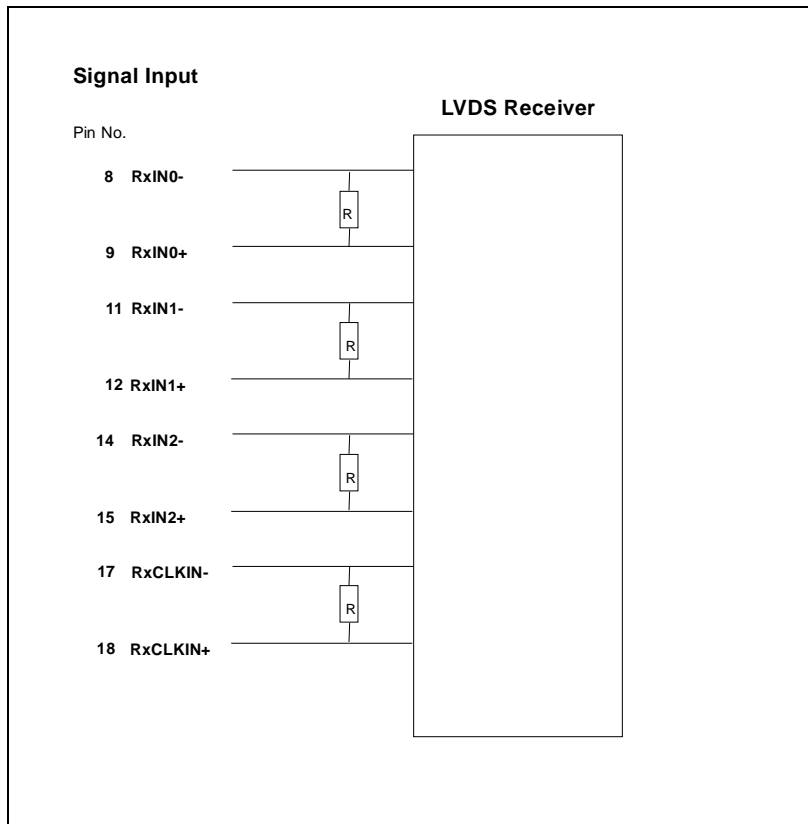 Signal Input
LVDS Receiver
Pin No.
8 RxIN0-
R
9 RxIN0+
11 RxIN1-
R
12 RxIN1+
14 RxIN2-
R
15 RxIN2+
17 RxCLKIN-
R
18 RxCLKIN+